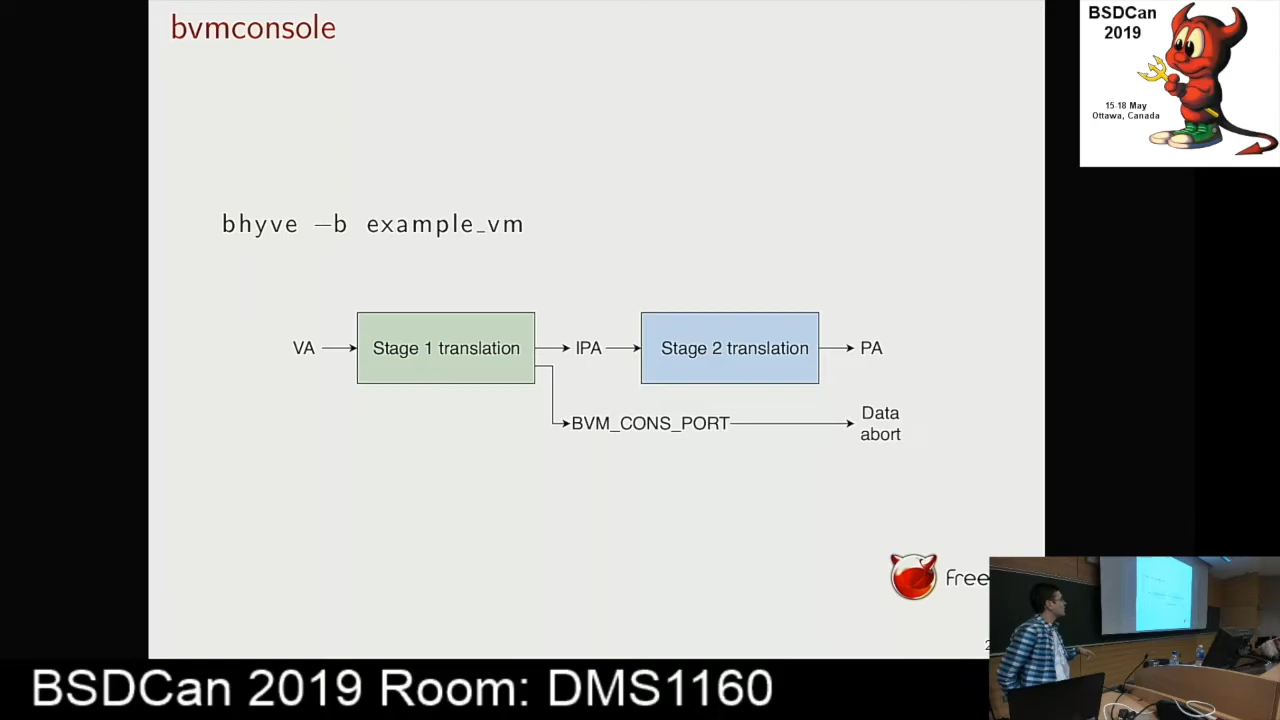 bvmconsole
BSDCan
2019
15 18 May
Ottawa, Canada
bhyve −b example_vm
VA
Stage 1 translation
IPA
Stage 2 translation
PA
BVM_CONS_PORT
Data
abort
Free
2
BSDCan 2019 Room: DMS1160